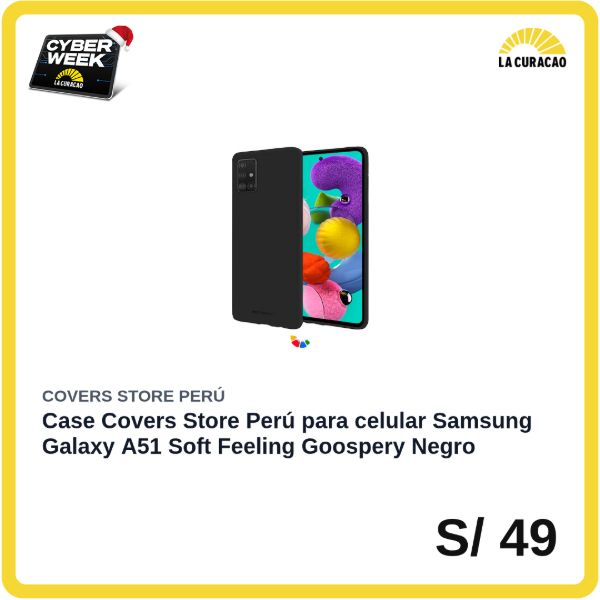 CYBER
WEEK
LA CURACAO
LA CURACAO
COVERS STORE PERÚ
Case Covers Store Perú para celular Samsung
Galaxy A51 Soft Feeling Goospery Negro
S/ 49